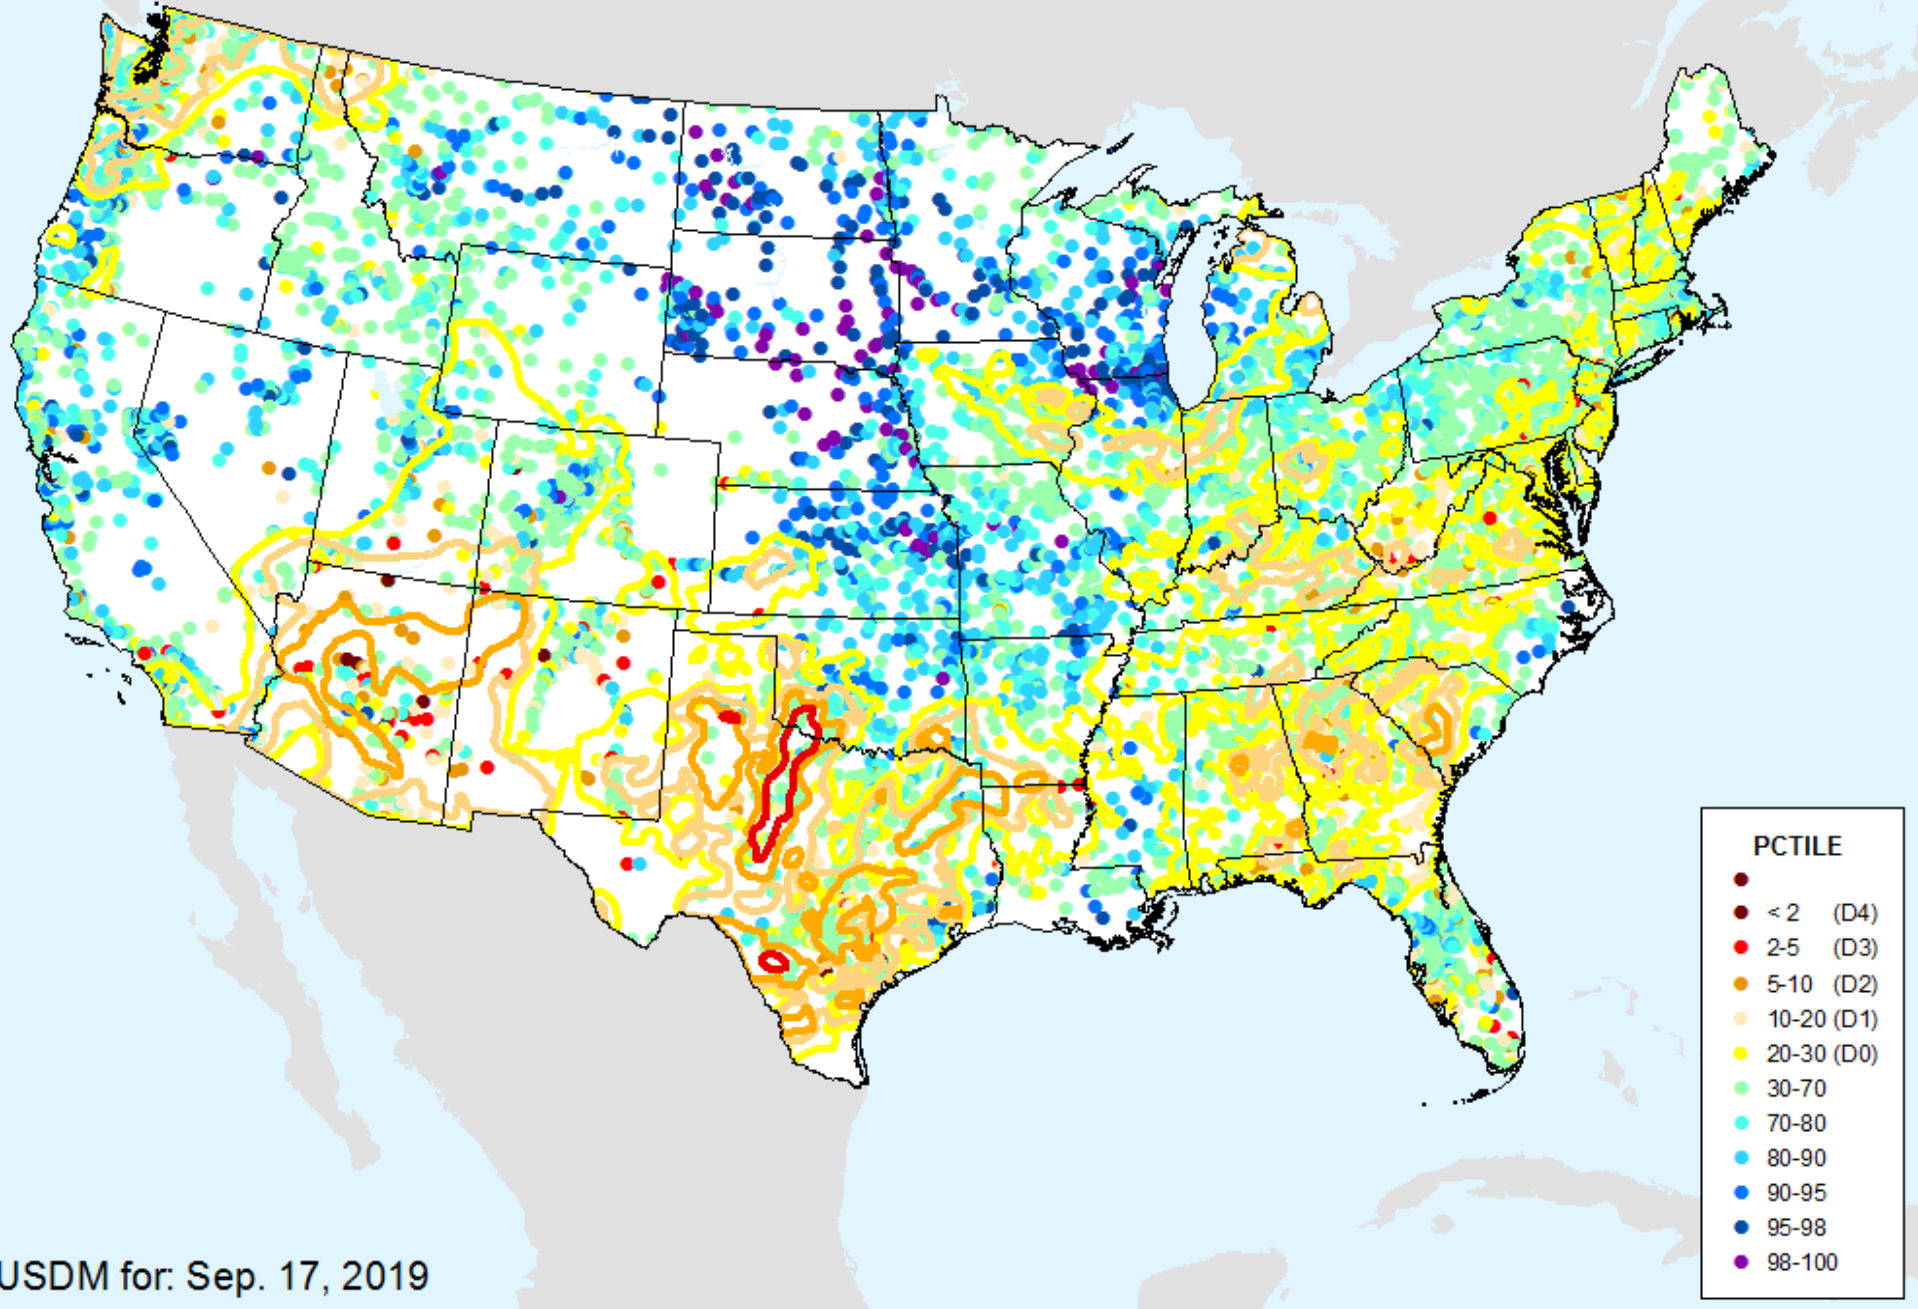 PCTILE
< 2 (D4)
2-5 (D3)
5-10 (D2)
10-20 (D1)
20-30 (D0)
30-70
70-80
80-90
90-95
95-98
98-100
USDM for: Sep. 17, 2019